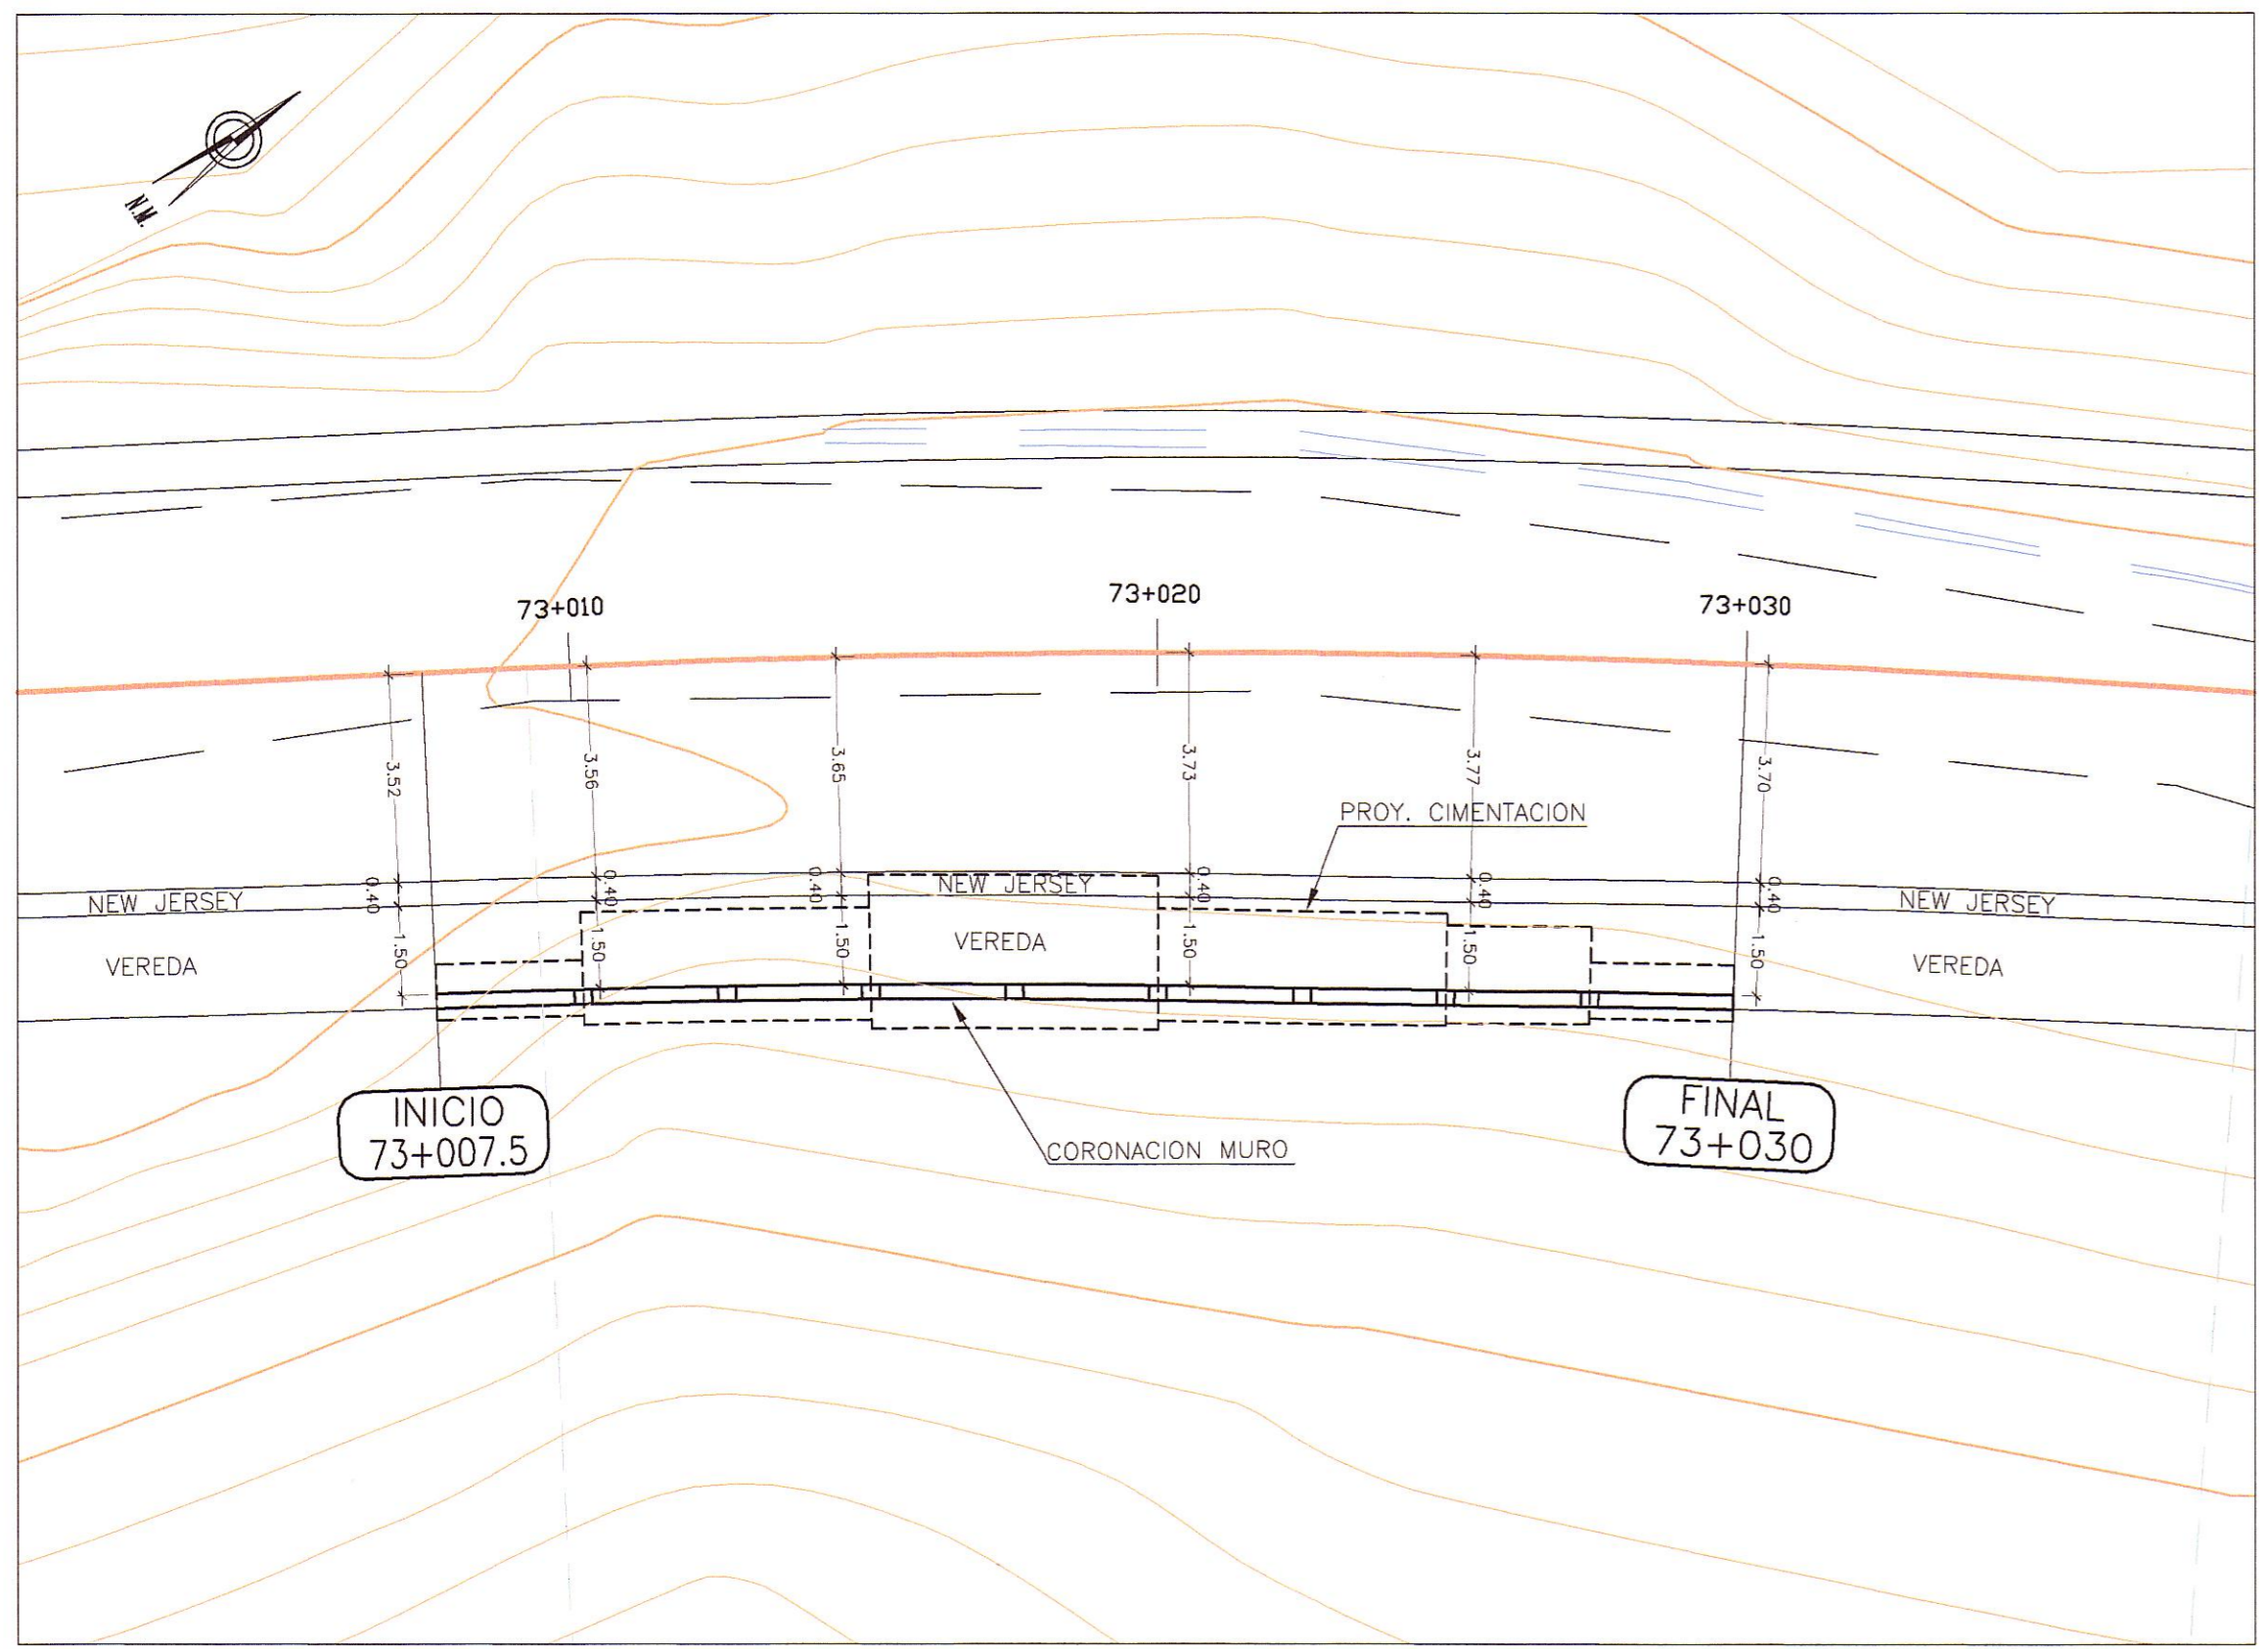 N.M.
73+010
73+020
73+030
3.52
3.56
3.65
3.73
3.77
3.70
PROY. CIMENTACION
0.40
0.40
0.40
0.40
0.40
0.40
NEW JERSEY
NEW JERSEY
NEW JERSEY
1.50
1.50
1.50
1.50
1.50
1.50
VEREDA
VEREDA
VEREDA
INICIO
73+007.5
CORONACION MURO
FINAL
73+030